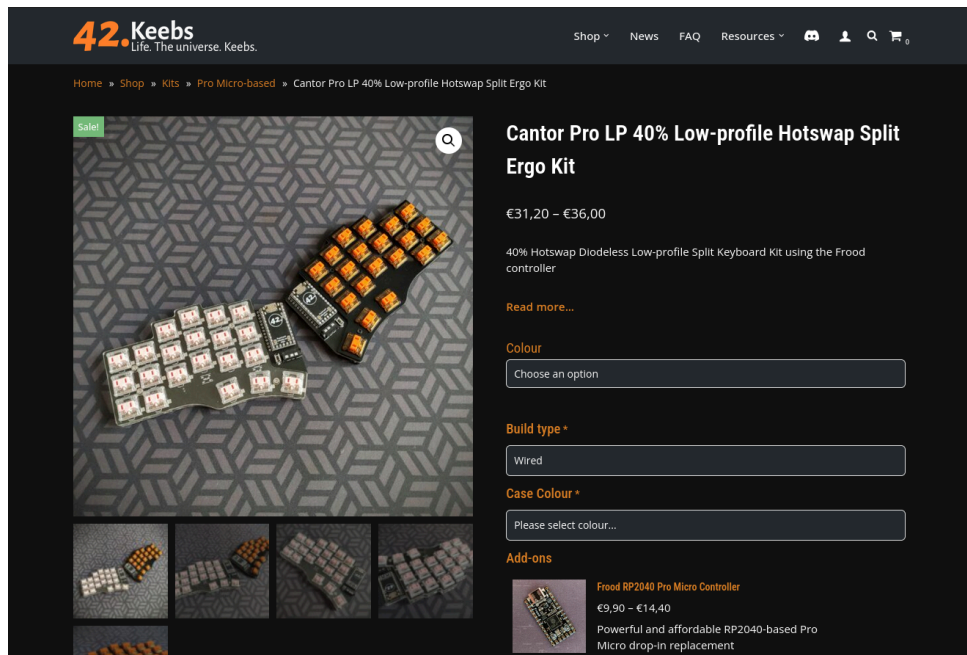 42.Keebs
Life. The universe. Keebs.
Shop
News
FAQ
Resources
0
Home » Shop » Kits » Pro Micro-based » Cantor Pro LP 40% Low-profile Hotswap Split Ergo Kit
Sale!
42
Cantor Pro LP 40% Low-profile Hotswap Split
Ergo Kit
€31,20 – €36,00
40% Hotswap Diodeless Low-profile Split Keyboard Kit using the Frood
controller
Read more...
Colour
Choose an option
Build type *
Wired
Case Colour *
Please select colour...
Add-ons
Frood RP2040 Pro Micro Controller
€9,90 – €14,40
Powerful and affordable RP2040-based Pro
Micro drop-in replacement